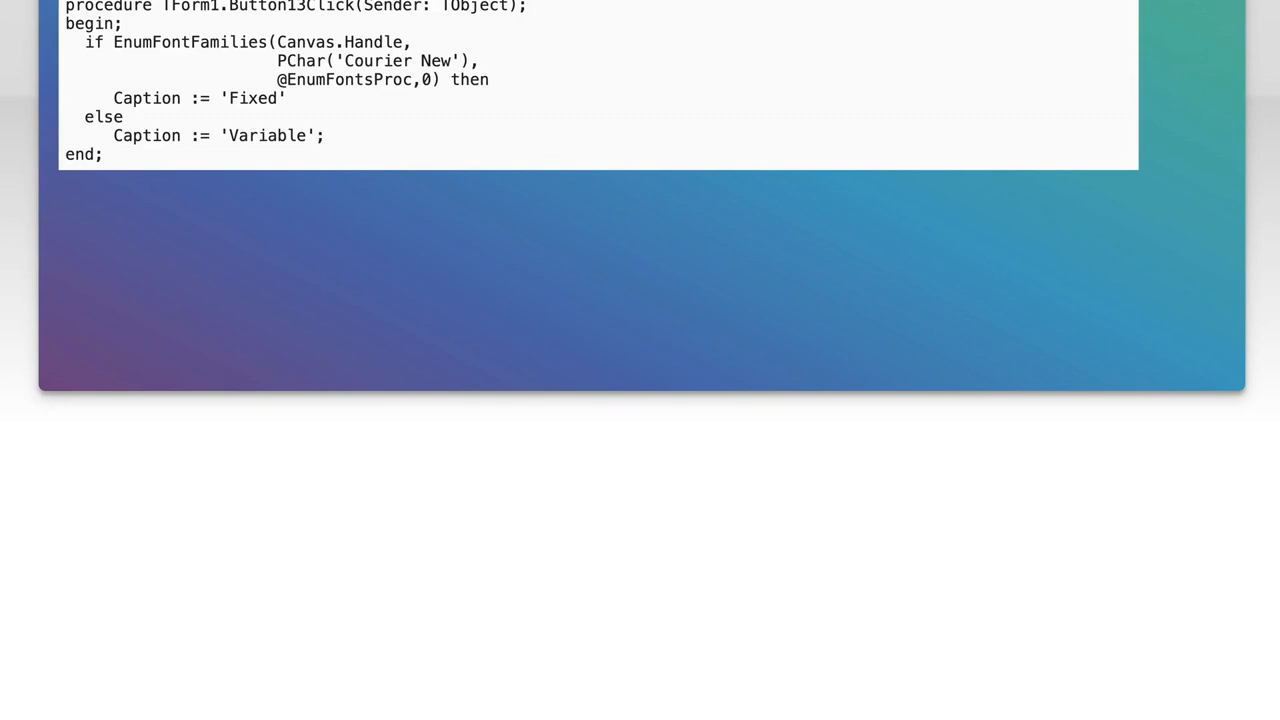 procedure TForm1.Button13Click(Sender: TObject);
begin;
  if EnumFontFamilies(Canvas.Handle,
                      PChar('Courier New'),
                      @EnumFontsProc,0) then
     Caption := 'Fixed'
  else
     Caption := 'Variable';
end;